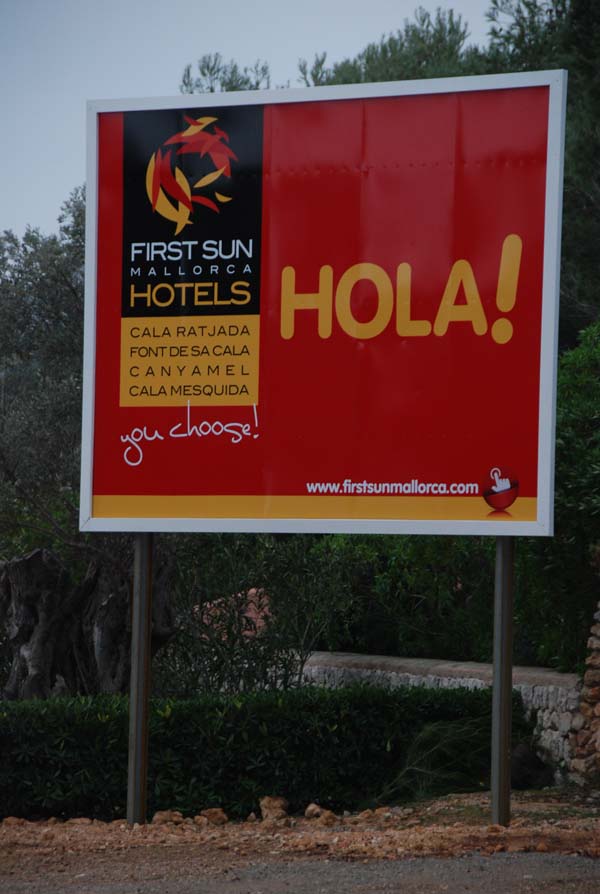 FIRST SUN
MALLORCA
HOTELS
CALA RATJADA
FONT DE SA CALA
CANYAMEL
CALA MESQUIDA
you choose!
HOLA!
www.firstsunmallorca.com